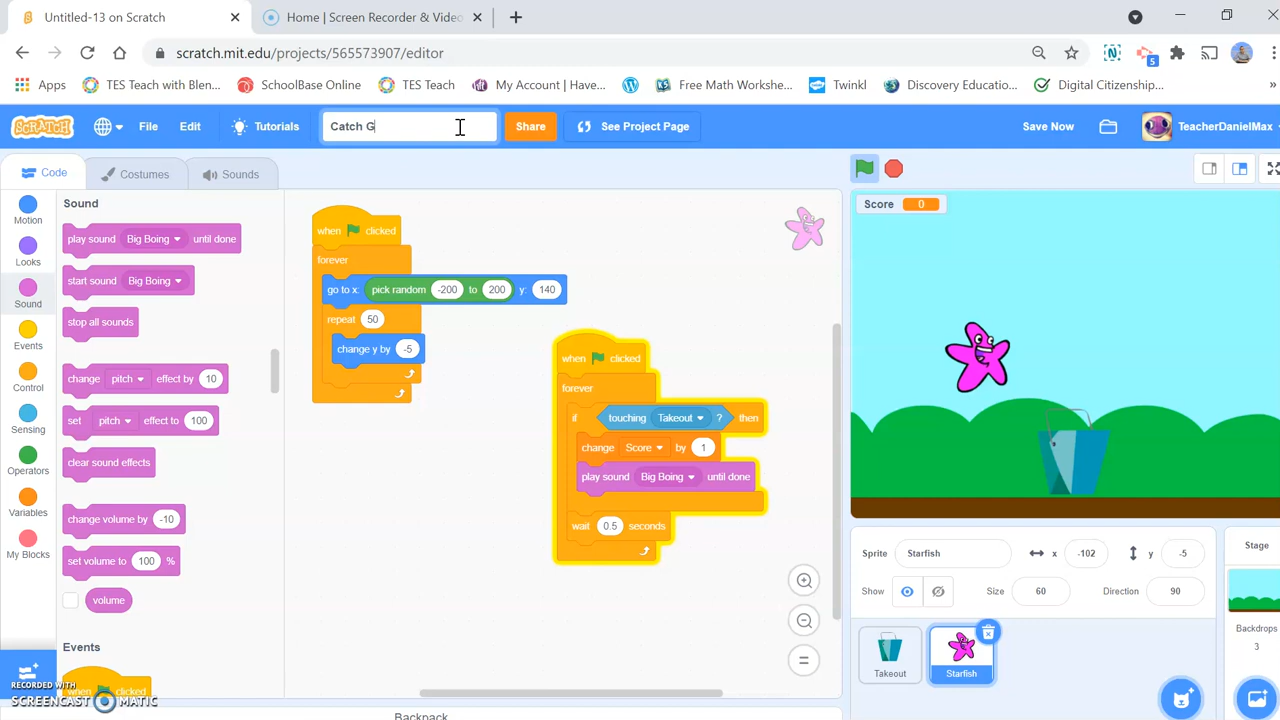 Untitled-13 on Scratch
Home | Screen Recorder & Video
scratch.mit.edu/projects/565573907/editor
5
Apps
TES Teach with Blen...
SchoolBase Online
TES Teach
My Account | Have...
Free Math Workshe...
Twinkl
Discovery Educatio...
Digital Citizenship...
SCRATCH
File
Edit
Tutorials
Catch G
Share
See Project Page
Save Now
TeacherDanielMax
Code
Costumes
Sounds
Motion
Looks
Sound
Events
Control
Sensing
Operators
Variables
My Blocks
Sound
play sound Big Boing until done
start sound Big Boing
stop all sounds
change pitch effect by 10
set pitch effect to 100
clear sound effects
change volume by -10
set volume to 100 %
volume
Events
when clicked
when clicked
forever
go to x: pick random -200 to 200 y: 140
repeat 50
change y by -5
when clicked
forever
if touching Takeout ? then
change Score by 1
play sound Big Boing until done
wait 0.5 seconds
Score 0
Sprite Starfish x -102 y -5
Show Size 60 Direction 90
Takeout
Starfish
Stage
Backdrops
3
Backpack
RECORDED WITH
SCREENCAST MATIC